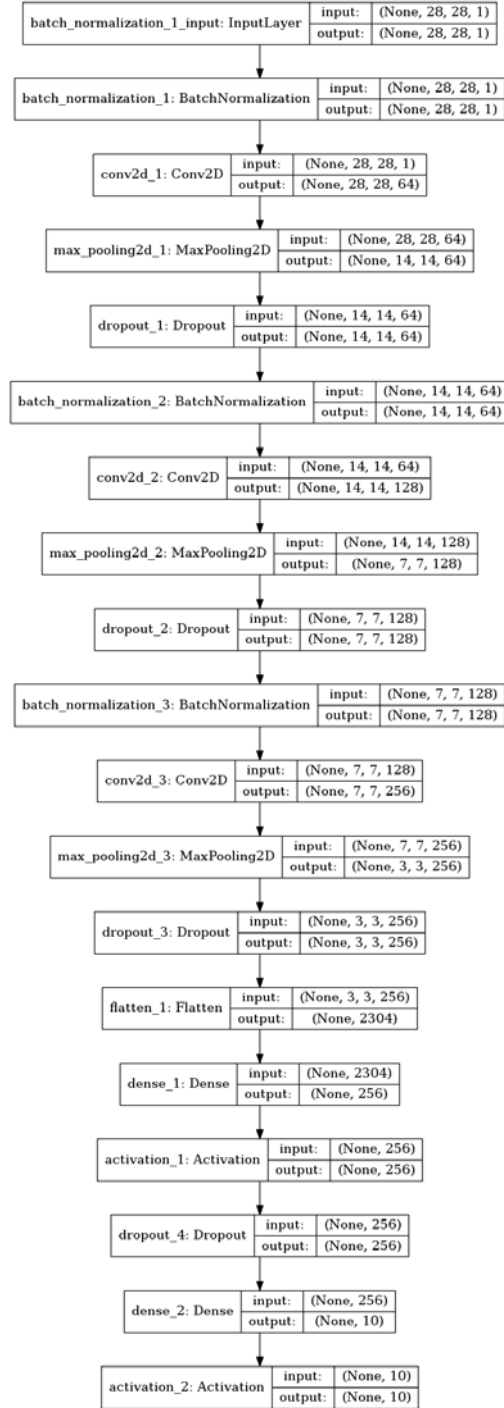 batch_normalization_1_input: InputLayer input: (None, 28, 28, 1)
output: (None, 28, 28, 1)
batch_normalization_1: BatchNormalization input: (None, 28, 28, 1)
output: (None, 28, 28, 1)
conv2d_1: Conv2D input: (None, 28, 28, 1)
output: (None, 28, 28, 64)
max_pooling2d_1: MaxPooling2D input: (None, 28, 28, 64)
output: (None, 14, 14, 64)
dropout_1: Dropout input: (None, 14, 14, 64)
output: (None, 14, 14, 64)
batch_normalization_2: BatchNormalization input: (None, 14, 14, 64)
output: (None, 14, 14, 64)
conv2d_2: Conv2D input: (None, 14, 14, 64)
output: (None, 14, 14, 128)
max_pooling2d_2: MaxPooling2D input: (None, 14, 14, 128)
output: (None, 7, 7, 128)
dropout_2: Dropout input: (None, 7, 7, 128)
output: (None, 7, 7, 128)
batch_normalization_3: BatchNormalization input: (None, 7, 7, 128)
output: (None, 7, 7, 128)
conv2d_3: Conv2D input: (None, 7, 7, 128)
output: (None, 7, 7, 256)
max_pooling2d_3: MaxPooling2D input: (None, 7, 7, 256)
output: (None, 3, 3, 256)
dropout_3: Dropout input: (None, 3, 3, 256)
output: (None, 3, 3, 256)
flatten_1: Flatten input: (None, 3, 3, 256)
output: (None, 2304)
dense_1: Dense input: (None, 2304)
output: (None, 256)
activation_1: Activation input: (None, 256)
output: (None, 256)
dropout_4: Dropout input: (None, 256)
output: (None, 256)
dense_2: Dense input: (None, 256)
output: (None, 10)
activation_2: Activation input: (None, 10)
output: (None, 10)